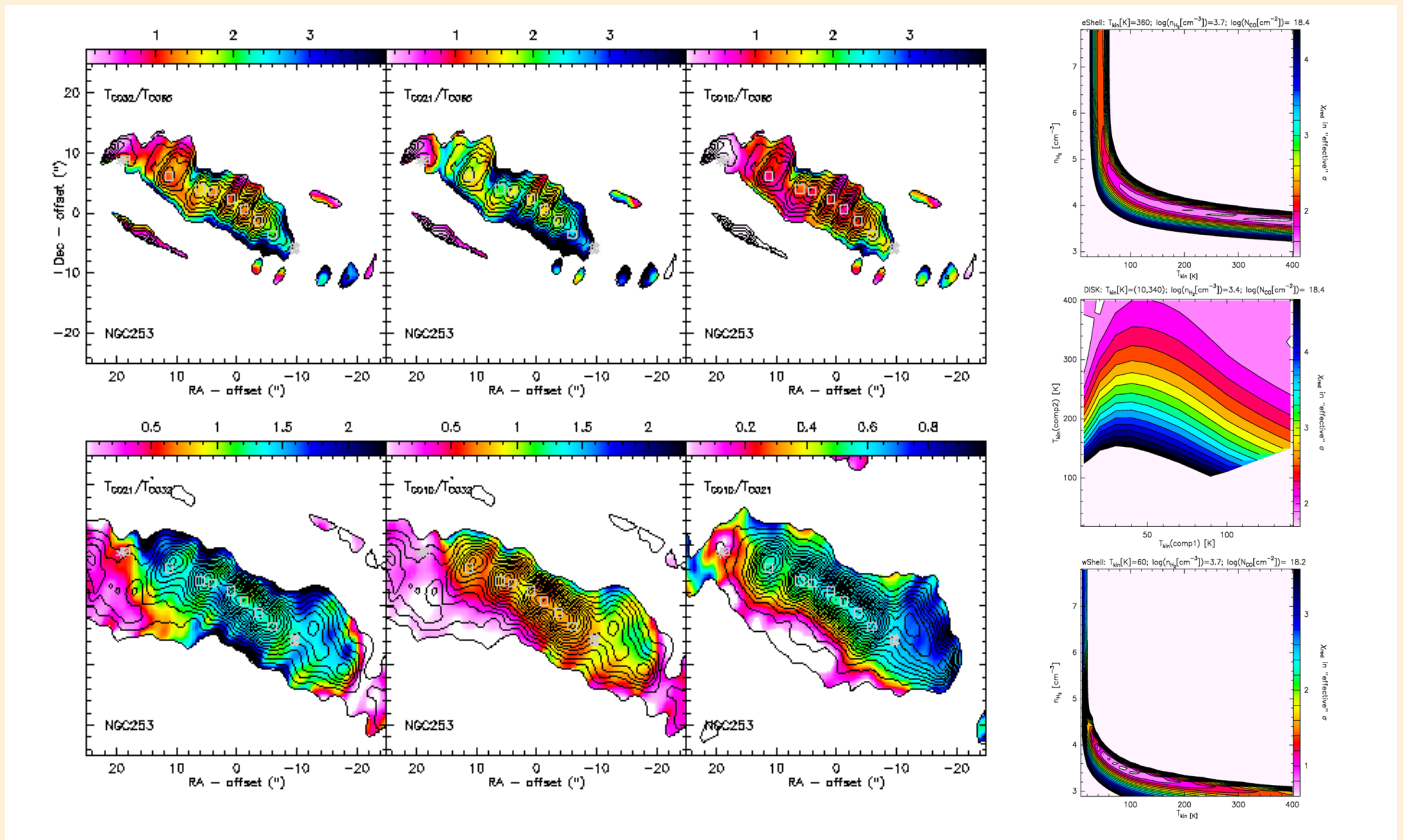 1 2 3 1 2 3 1 2 3
T_CO32/T_CO65 T_CO21/T_CO65 T_CO10/T_CO65
20
10
0
−10
−20
Dec − offset (")
NGC253 NGC253 NGC253
20 10 0 −10 −20 20 10 0 −10 −20 20 10 0 −10 −20
RA − offset (") RA − offset (") RA − offset (")
0.5 1 1.5 2 0.5 1 1.5 2 0.2 0.4 0.6 0.8
T_CO21/T_CO32 T_CO10/T_CO32 T_CO10/T_CO21
NGC253 NGC253 NGC253
20 10 0 −10 −20 20 10 0 −10 −20 20 10 0 −10 −20
RA − offset (") RA − offset (") RA − offset (")
eShell: T_kin[K]=360; log(n_H2[cm^−3])=3.7; log(N_CO[cm^−2])= 18.4
7
6
5
4
3
n_H2 [cm^−3]
100 200 300 400
T_kin [K]
4
3
2
χ_red in "effective" σ
DISK: T_kin[K]=(10,340); log(n_H2[cm^−3])=3.4; log(N_CO[cm^−2])= 18.4
400
300
200
100
T_kin(comp2) [K]
50 100
T_kin(comp1) [K]
4
3
2
χ_red in "effective" σ
wShell: T_kin[K]=60; log(n_H2[cm^−3])=3.7; log(N_CO[cm^−2])= 18.2
7
6
5
4
3
n_H2 [cm^−3]
100 200 300 400
T_kin [K]
3
2
1
χ_red in "effective" σ